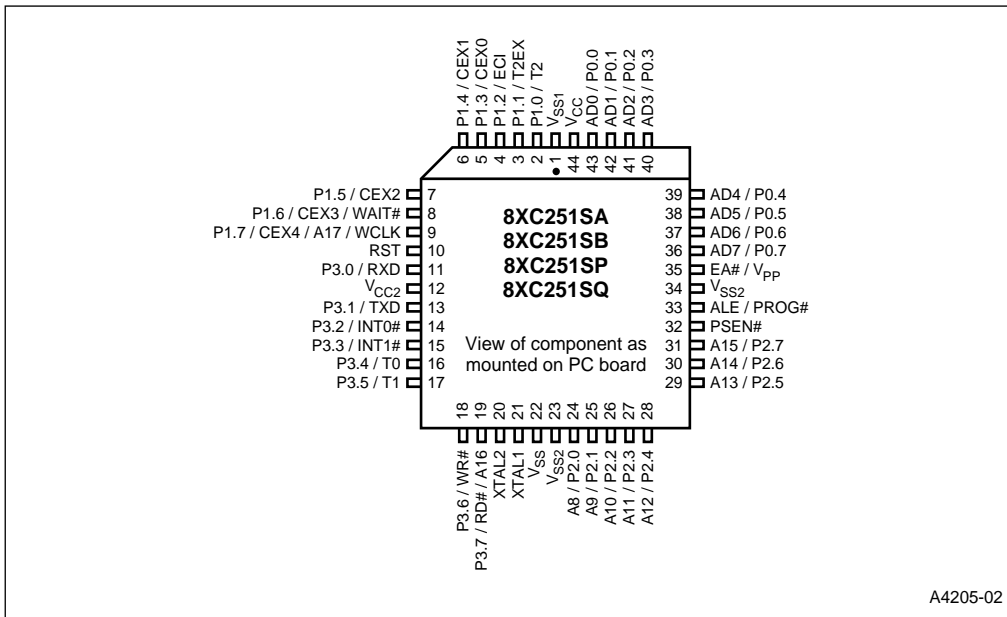 P1.4 / CEX1
P1.3 / CEX0
P1.2 / ECI
P1.1 / T2EX
P1.0 / T2
VSS1
VCC
AD0 / P0.0
AD1 / P0.1
AD2 / P0.2
AD3 / P0.3
6 5 4 3 2 1 44 43 42 41 40
P1.5 / CEX2 7
P1.6 / CEX3 / WAIT# 8
P1.7 / CEX4 / A17 / WCLK 9
RST 10
P3.0 / RXD 11
VCC2 12
P3.1 / TXD 13
P3.2 / INT0# 14
P3.3 / INT1# 15
P3.4 / T0 16
P3.5 / T1 17
8XC251SA
8XC251SB
8XC251SP
8XC251SQ
View of component as
mounted on PC board
39 AD4 / P0.4
38 AD5 / P0.5
37 AD6 / P0.6
36 AD7 / P0.7
35 EA# / VPP
34 VSS2
33 ALE / PROG#
32 PSEN#
31 A15 / P2.7
30 A14 / P2.6
29 A13 / P2.5
18 19 20 21 22 23 24 25 26 27 28
P3.6 / WR#
P3.7 / RD# / A16
XTAL2
XTAL1
VSS
VSS2
A8 / P2.0
A9 / P2.1
A10 / P2.2
A11 / P2.3
A12 / P2.4
A4205-02